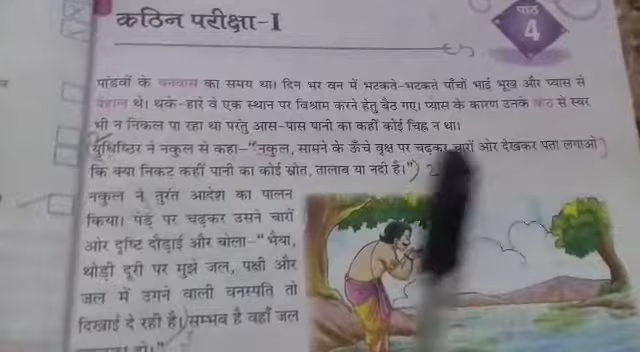 कठिन परीक्षा-I
पाठ
4
पांडवों के वनवास का समय था। दिन भर वन में भटकते-भटकते पाँचों भाई भूख और प्यास से
बेहाल थे। थके-हारे वे एक स्थान पर विश्राम करने हेतु बैठ गए। प्यास के कारण उनके कंठ से स्वर
भी न निकल पा रहा था परंतु आस-पास पानी का कहीं कोई चिह्न न था।
युधिष्ठिर ने नकुल से कहा-"नकुल, सामने के ऊँचे वृक्ष पर चढ़कर चारों ओर देखकर पता लगाओ
कि क्या निकट कहीं पानी का कोई स्रोत, तालाब या नदी है।"
नकुल ने तुरंत आदेश का पालन
किया। पेड़ पर चढ़कर उसने चारों
ओर दृष्टि दौड़ाई और बोला-"भैया,
थोड़ी दूरी पर मुझे जल, पक्षी और
जल में उगने वाली वनस्पति तो
दिखाई दे रही है। सम्भव है वहाँ जल